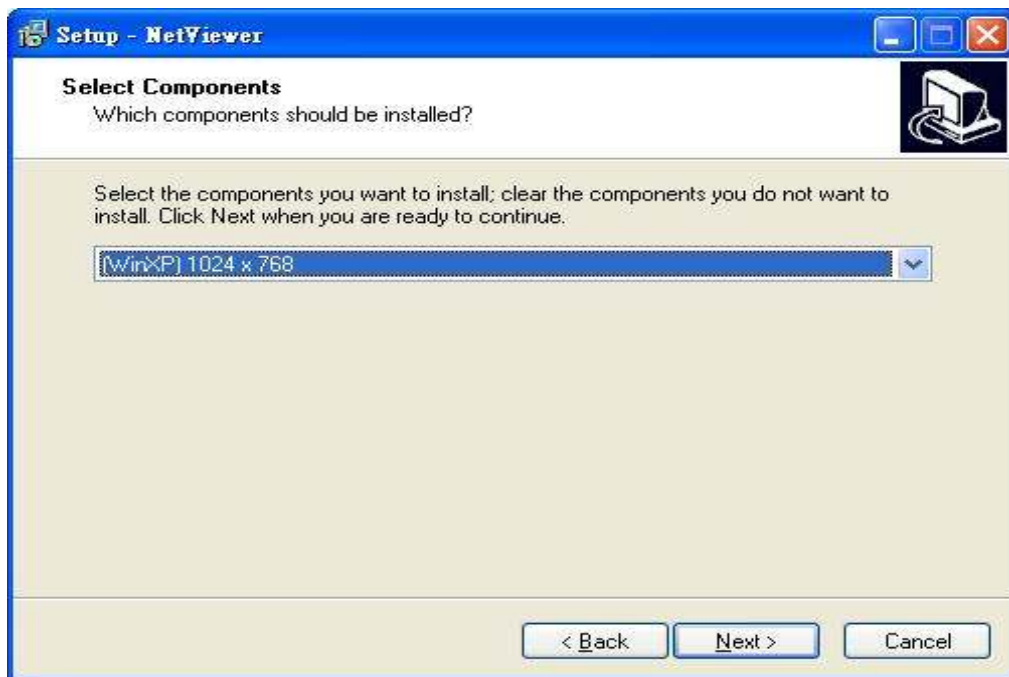 Setup - NetViewer
Select Components
Which components should be installed?
Select the components you want to install; clear the components you do not want to
install. Click Next when you are ready to continue.
(WinXP) 1024 x 768
< Back
Next >
Cancel